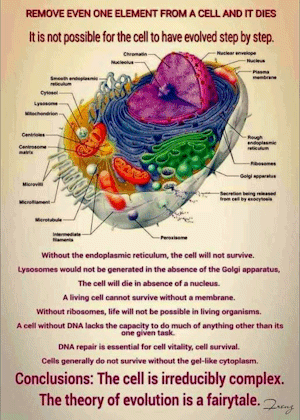 REMOVE EVEN ONE ELEMENT FROM A CELL AND IT DIES
It is not possible for the cell to have evolved step by step.
Chromatin
Nucleolus
Nuclear envelope
Nucleus
Plasma
membrane
Smooth endoplasmic
reticulum
Cytosol
Lysosome
Mitochondrion
Centrioles
Centrosome
matrix
Microvilli
Microfilament
Microtubule
Intermediate
filaments
Peroxisome
Rough
endoplasmic
reticulum
Ribosomes
Golgi apparatus
Secretion being released
from cell by exocytosis
Without the endoplasmic reticulum, the cell will not survive.
Lysosomes would not be generated in the absence of the Golgi apparatus,
The cell will die in absence of a nucleus.
A living cell cannot survive without a membrane.
Without ribosomes, life will not be possible in living organisms.
A cell without DNA lacks the capacity to do much of anything other than its
one given task.
DNA repair is essential for cell vitality, cell survival.
Cells generally do not survive without the gel-like cytoplasm.
Conclusions: The cell is irreducibly complex.
The theory of evolution is a fairytale.